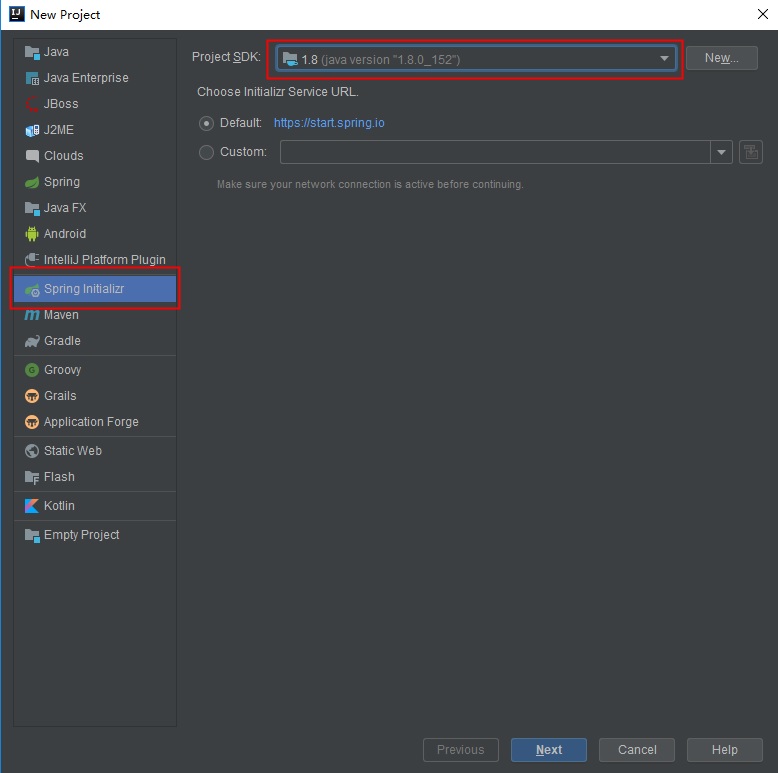 New Project
Java
Java Enterprise
JBoss
J2ME
Clouds
Spring
Java FX
Android
IntelliJ Platform Plugin
Spring Initializr
Maven
Gradle
Groovy
Grails
Application Forge
Static Web
Flash
Kotlin
Empty Project
Project SDK: 1.8 (java version "1.8.0_152") New...
Choose Initializr Service URL.
Default: https://start.spring.io
Custom:
Make sure your network connection is active before continuing.
Previous Next Cancel Help